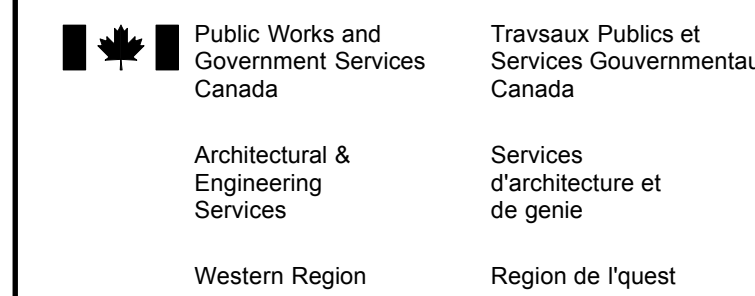 Public Works and
Government Services
Canada
Travsaux Publics et
Services Gouvernmentau
Canada
Architectural &
Engineering
Services
Services
d'architecture et
de genie
Western Region
Region de l'quest